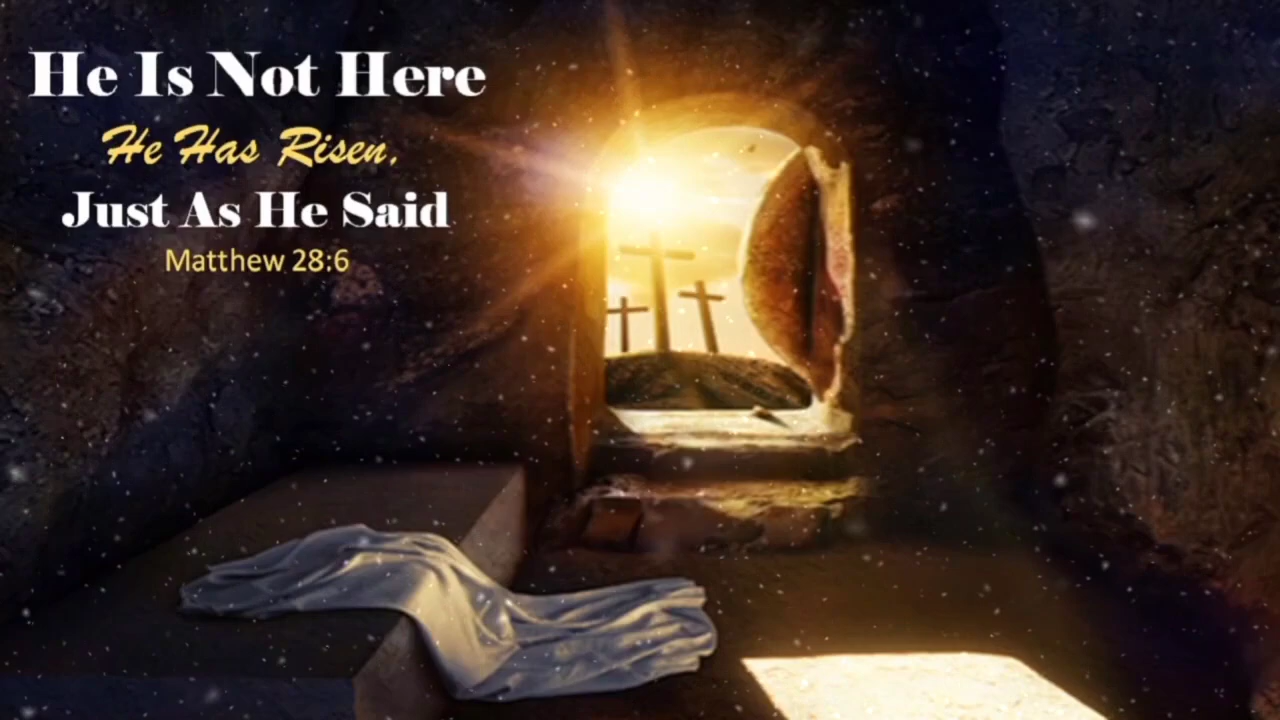 He Is Not Here
He Has Risen,
Just As He Said
Matthew 28:6